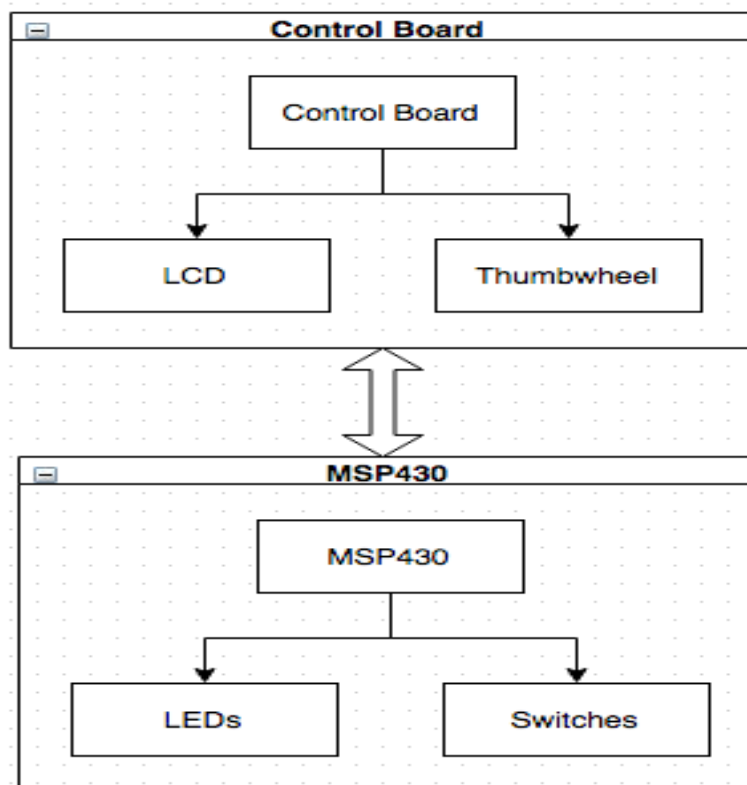 Control Board
Control Board
LCD
Thumbwheel
MSP430
MSP430
LEDs
Switches